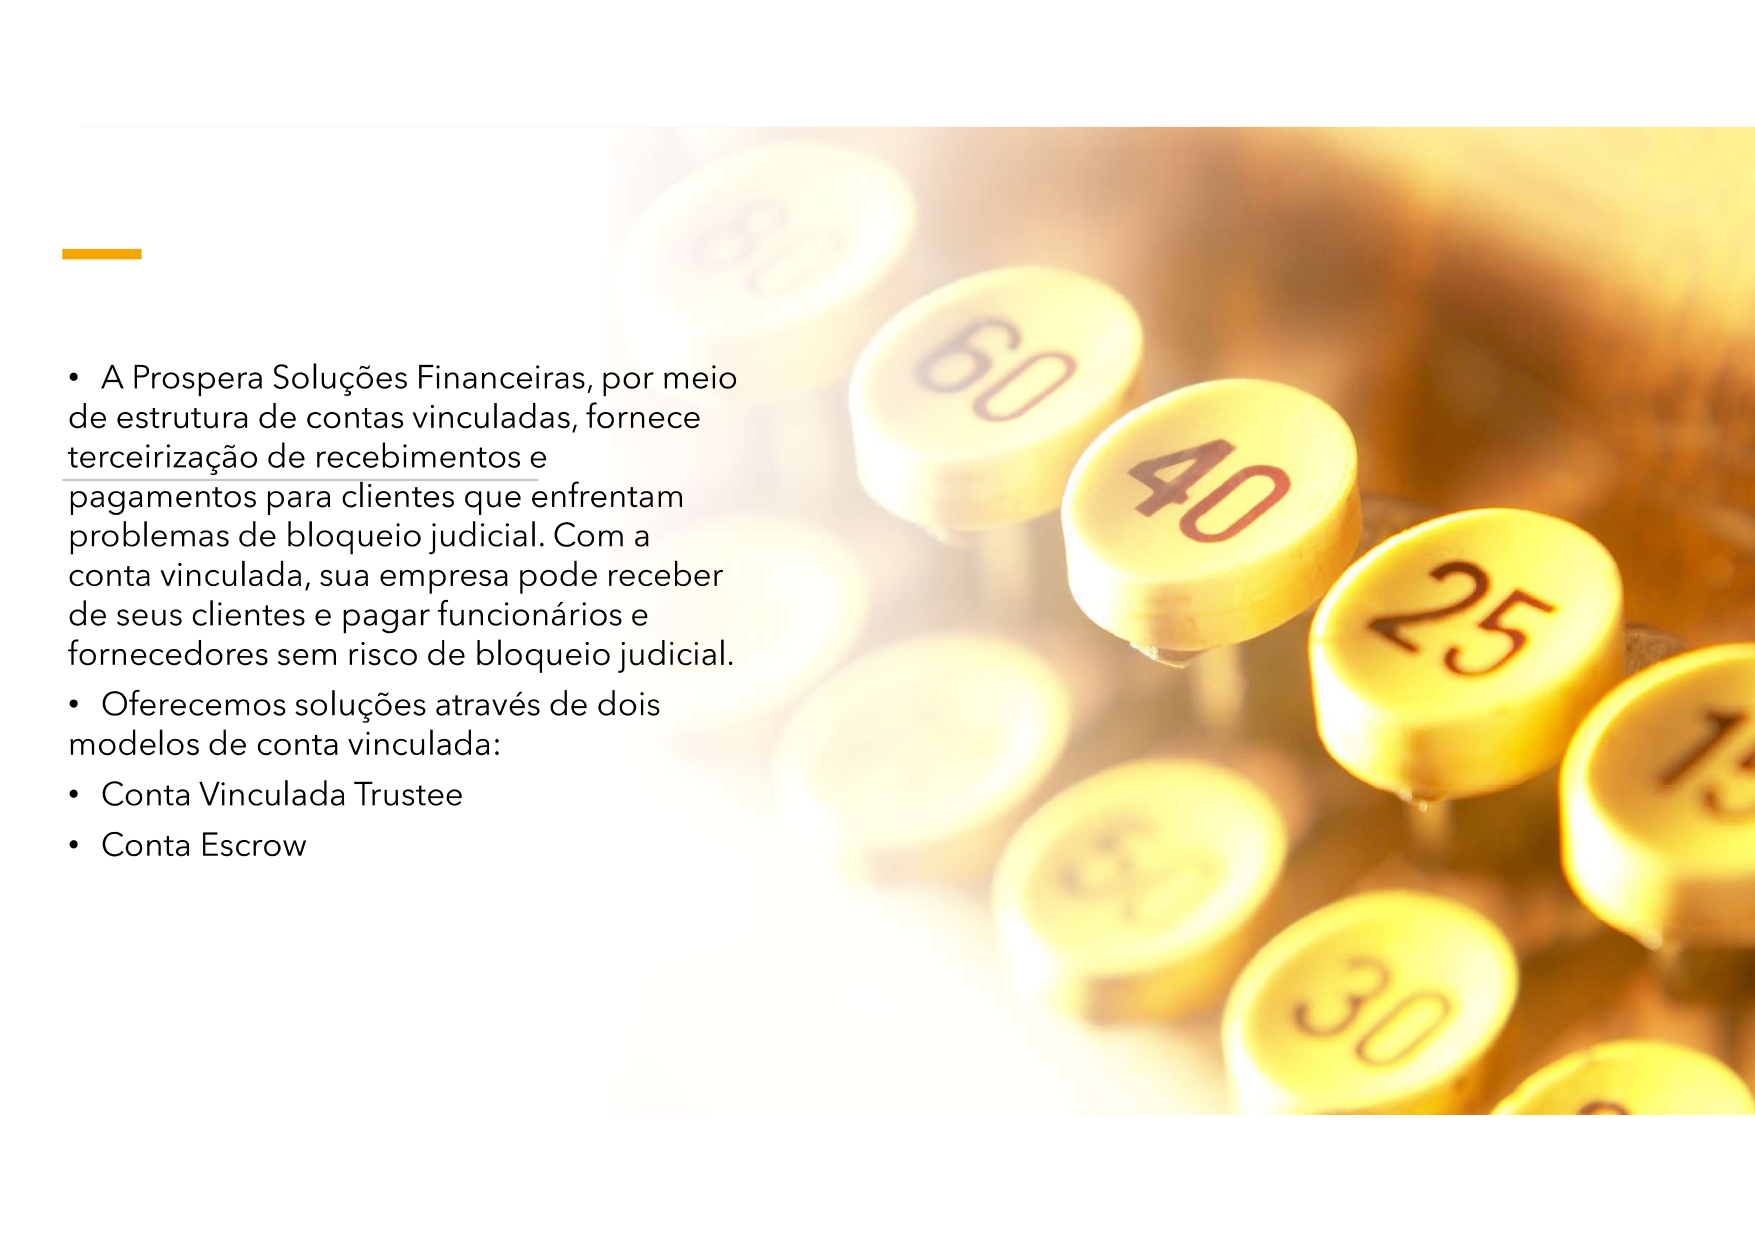 • A Prospera Soluções Financeiras, por meio
de estrutura de contas vinculadas, fornece
terceirização de recebimentos e
pagamentos para clientes que enfrentam
problemas de bloqueio judicial. Com a
conta vinculada, sua empresa pode receber
de seus clientes e pagar funcionários e
fornecedores sem risco de bloqueio judicial.
• Oferecemos soluções através de dois
modelos de conta vinculada:
• Conta Vinculada Trustee
• Conta Escrow
80
60
40
25
15
30